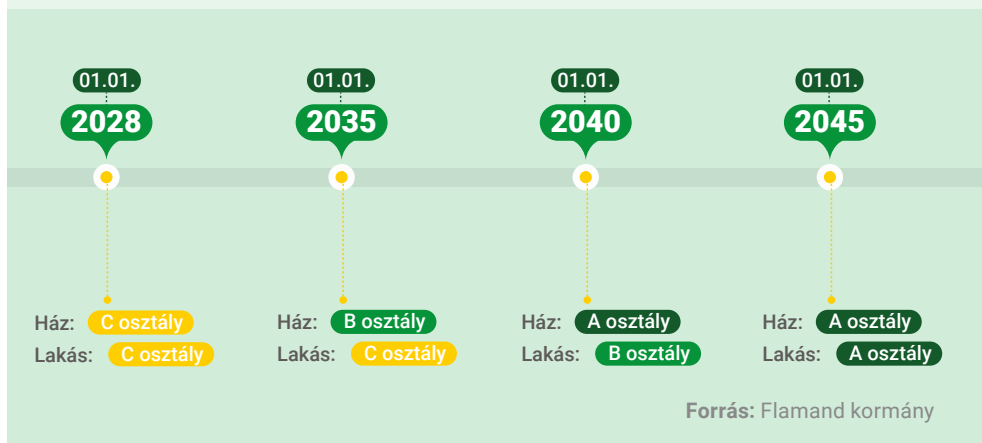 01.01.
2028
Ház: C osztály
Lakás: C osztály
01.01.
2035
Ház: B osztály
Lakás: C osztály
01.01.
2040
Ház: A osztály
Lakás: B osztály
01.01.
2045
Ház: A osztály
Lakás: A osztály
Forrás: Flamand kormány